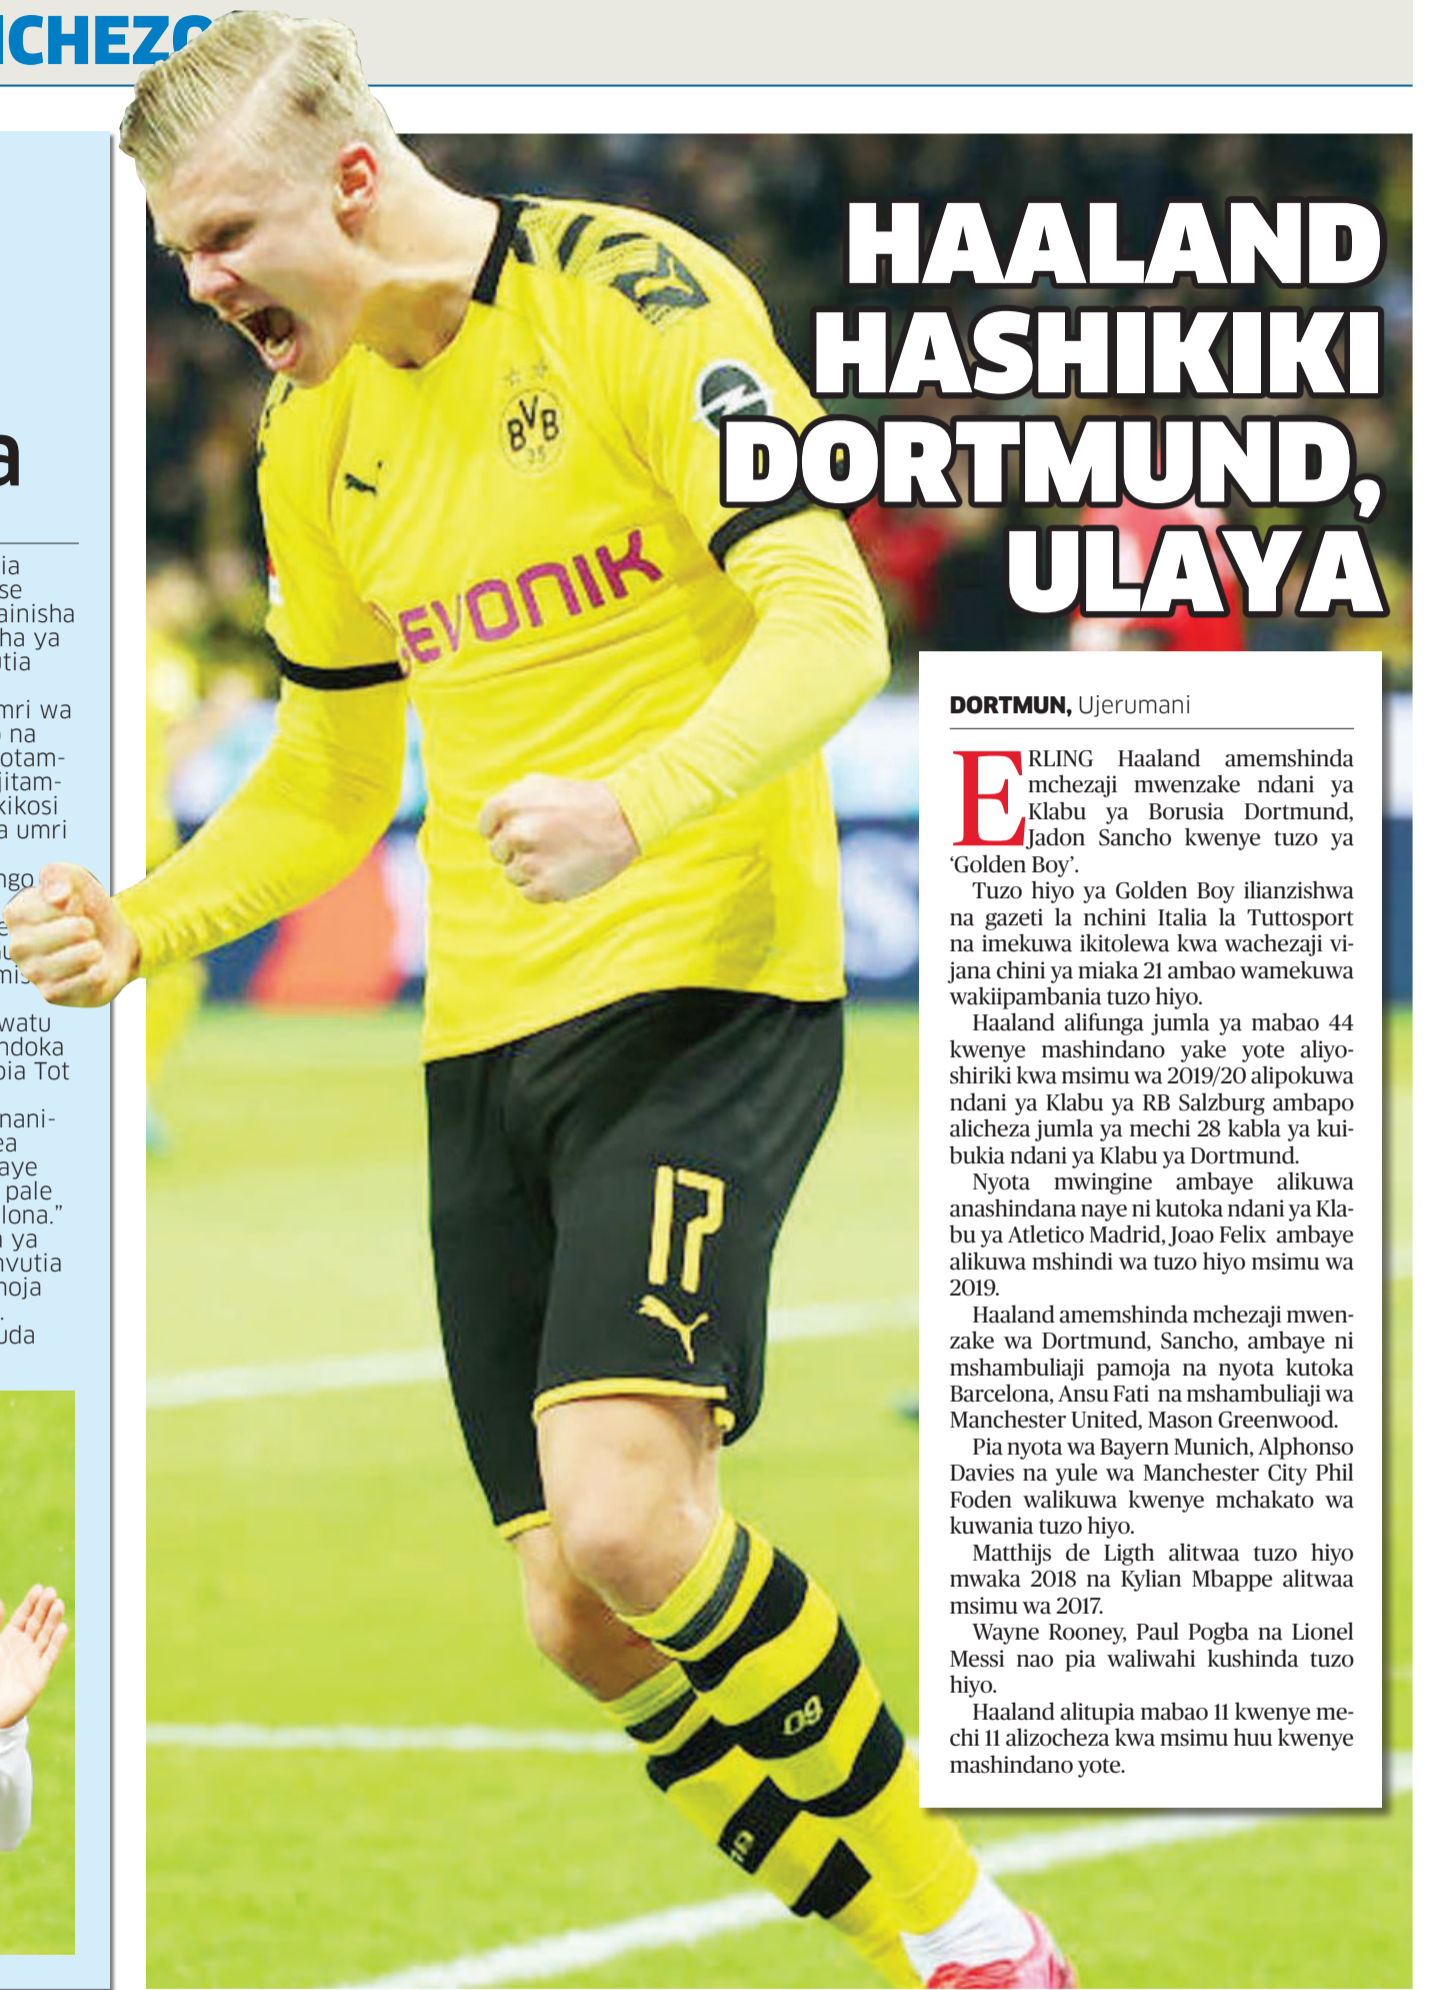 HAALAND
HASHIKIKI
DORTMUND,
ULAYA
DORTMUN, Ujerumani
ERLING Haaland amemshinda
mchezaji mwenzake ndani ya
Klabu ya Borusia Dortmund,
Jadon Sancho kwenye tuzo ya
‘Golden Boy’.
Tuzo hiyo ya Golden Boy ilianzishwa
na gazeti la nchini Italia la Tuttosport
na imekuwa ikitolewa kwa wachezaji vi-
jana chini ya miaka 21 ambao wamekuwa
wakiipambania tuzo hiyo.
Haaland alifunga jumla ya mabao 44
kwenye mashindano yake yote aliyo-
shiriki kwa msimu wa 2019/20 alipokuwa
ndani ya Klabu ya RB Salzburg ambapo
alicheza jumla ya mechi 28 kabla ya kui-
bukia ndani ya Klabu ya Dortmund.
Nyota mwingine ambaye alikuwa
anashindana naye ni kutoka ndani ya Kla-
bu ya Atletico Madrid, Joao Felix ambaye
alikuwa mshindi wa tuzo hiyo msimu wa
2019.
Haaland amemshinda mchezaji mwen-
zake wa Dortmund, Sancho, ambaye ni
mshambuliaji pamoja na nyota kutoka
Barcelona, Ansu Fati na mshambuliaji wa
Manchester United, Mason Greenwood.
Pia nyota wa Bayern Munich, Alphonso
Davies na yule wa Manchester City Phil
Foden walikuwa kwenye mchakato wa
kuwania tuzo hiyo.
Matthijs de Ligth alitwaa tuzo hiyo
mwaka 2018 na Kylian Mbappe alitwaa
msimu wa 2017.
Wayne Rooney, Paul Pogba na Lionel
Messi nao pia waliwahi kushinda tuzo
hiyo.
Haaland alitupia mabao 11 kwenye me-
chi 11 alizocheza kwa msimu huu kwenye
mashindano yote.
BVB
09
EVONIK
17
09